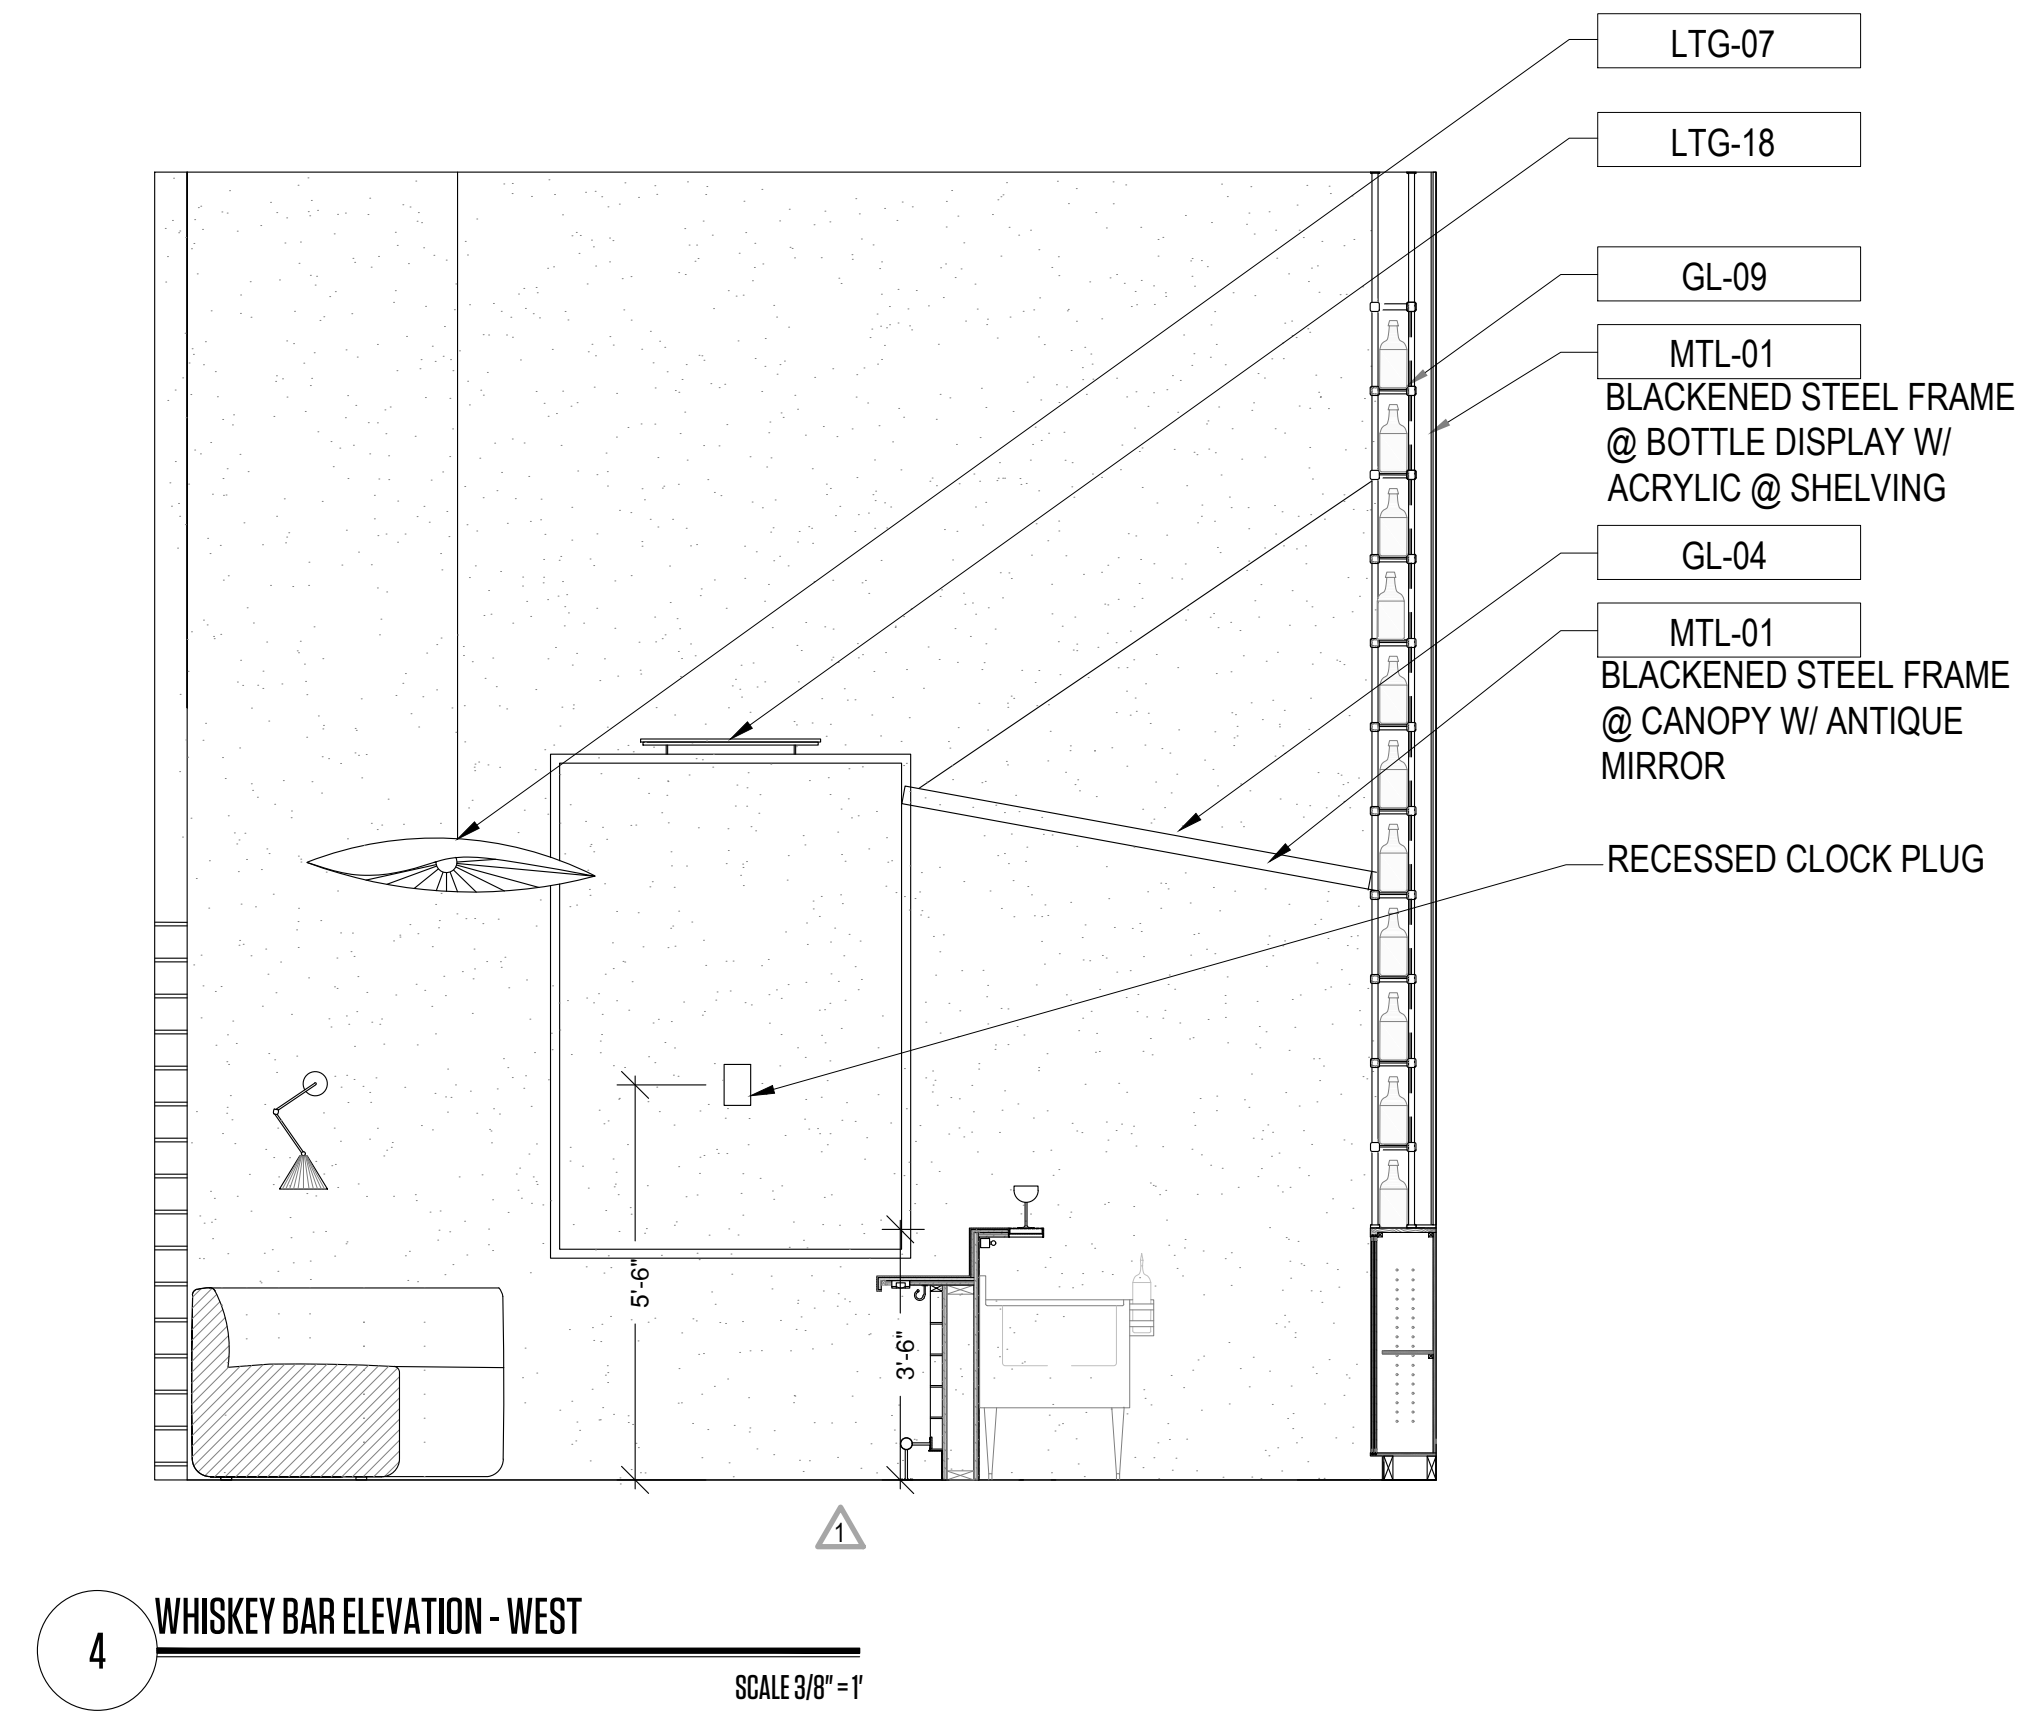 LTG-07
LTG-18
GL-09
MTL-01
BLACKENED STEEL FRAME
@ BOTTLE DISPLAY W/
ACRYLIC @ SHELVING
GL-04
MTL-01
BLACKENED STEEL FRAME
@ CANOPY W/ ANTIQUE
MIRROR
RECESSED CLOCK PLUG
5'-6"
3'-6"
1
4
WHISKEY BAR ELEVATION - WEST
SCALE 3/8" = 1'